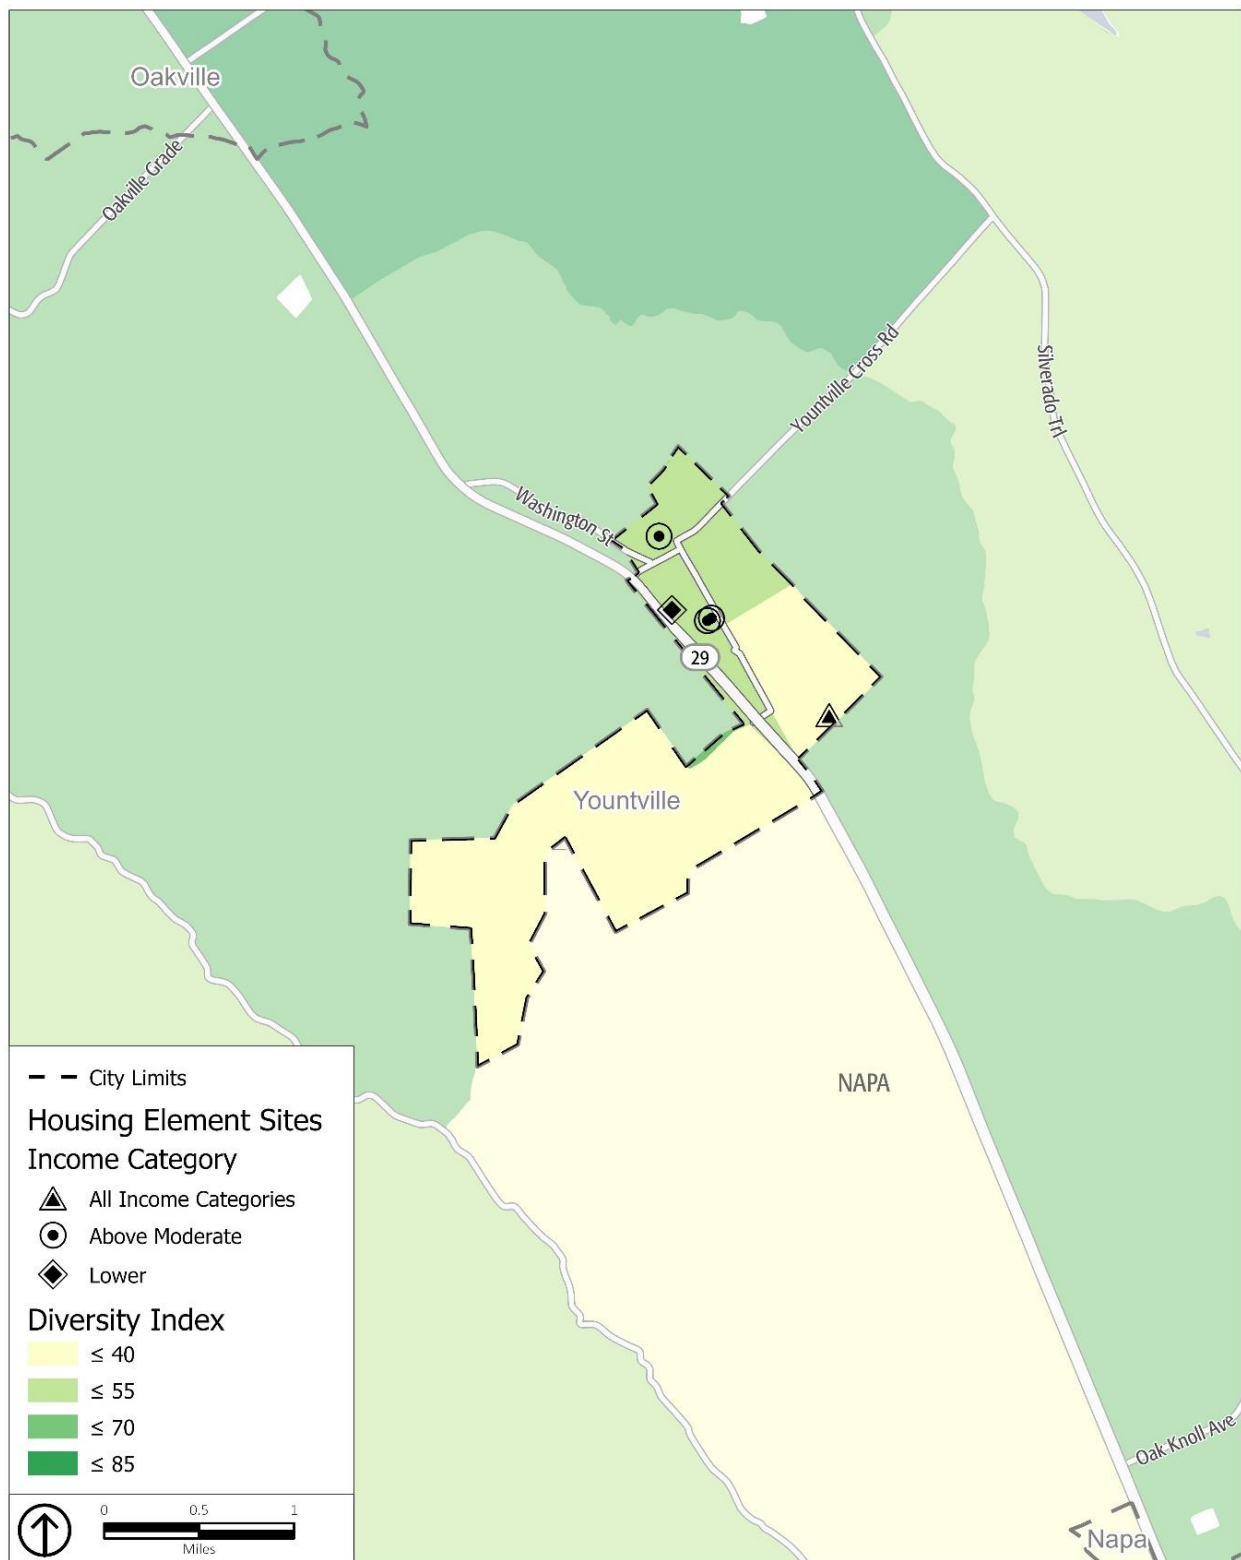 Oakville
Oakville Grade
Yountville Cross Rd
Silverado Trl
Washington St
29
Yountville
NAPA
City Limits
Housing Element Sites
Income Category
All Income Categories
Above Moderate
Lower
Diversity Index
≤ 40
≤ 55
≤ 70
≤ 85
0 0.5 1
Miles
Oak Knoll Ave
Napa